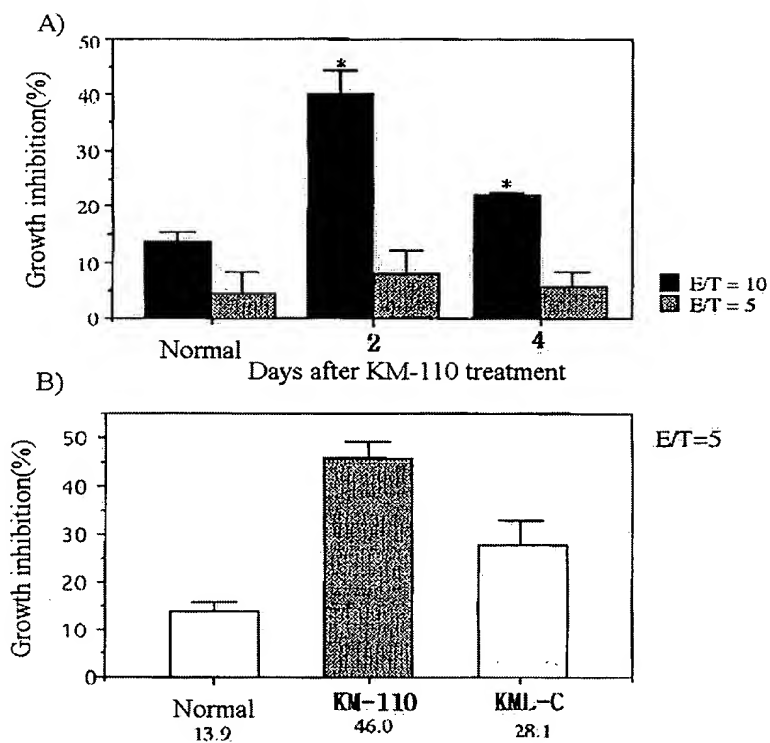 A)
50
40
30
20
10
0
Growth inhibition(%)
*
*
Normal
2
4
Days after KM-110 treatment
E/T = 10
E/T = 5
B)
E/T=5
50
40
30
20
10
0
Growth inhibition(%)
Normal
KM-110
KML-C
13.9
46.0
28.1